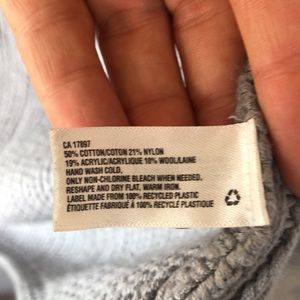 CA 17897
50% COTTON/COTON 21% NYLON
19% ACRYLIC/ACRYLIQUE 10% WOOL/LAINE
HAND WASH COLD.
ONLY NON-CHLORINE BLEACH WHEN NEEDED.
RESHAPE AND DRY FLAT, WARM IRON.
LABEL MADE FROM 100% RECYCLED PLASTIC
ÉTIQUETTE FABRIQUÉ À 100% RECYCLÉ PLASTIQUE